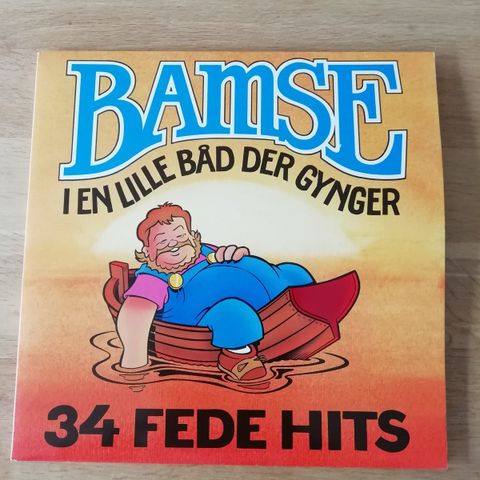 BAMSE
I EN LILLE BÅD DER GYNGER
34 FEDE HITS